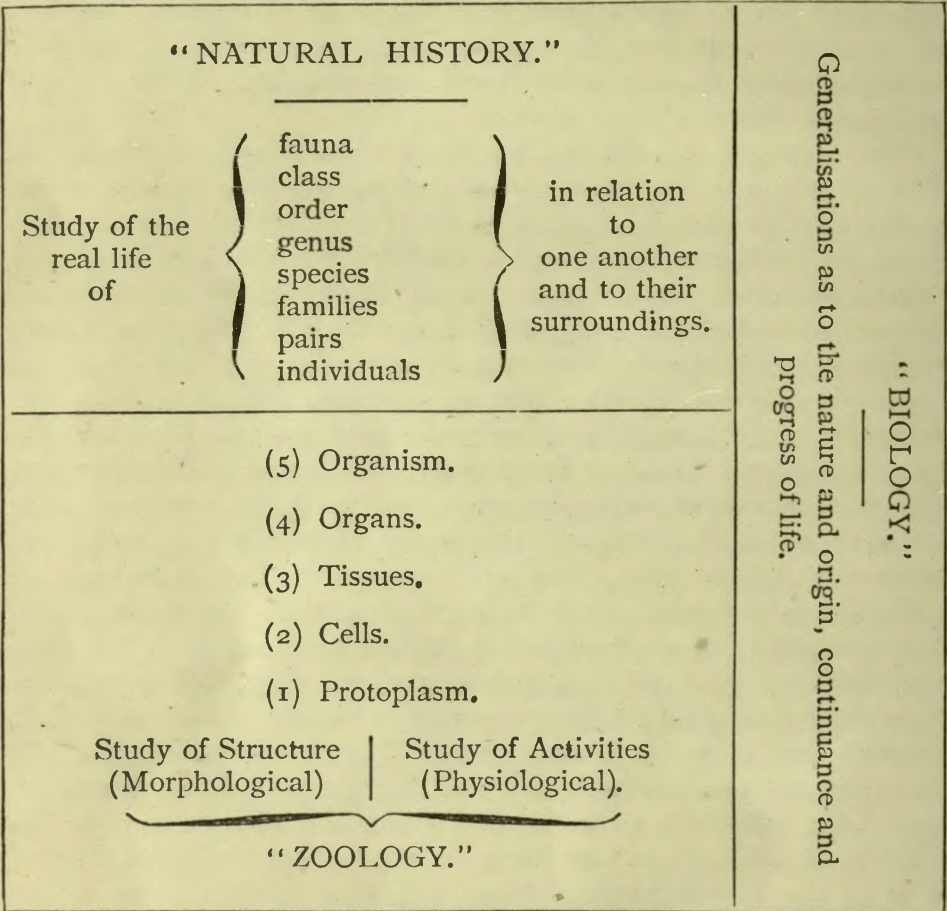 “NATURAL HISTORY.”
Study of the
real life
of
fauna
class
order
genus
species
families
pairs
individuals
in relation
to
one another
and to their
surroundings.
(5) Organism.
(4) Organs.
(3) Tissues.
(2) Cells.
(1) Protoplasm.
Study of Structure
(Morphological)
Study of Activities
(Physiological).
“ZOOLOGY.”
“BIOLOGY.”
Generalisations as to the nature and origin, continuance and
progress of life.